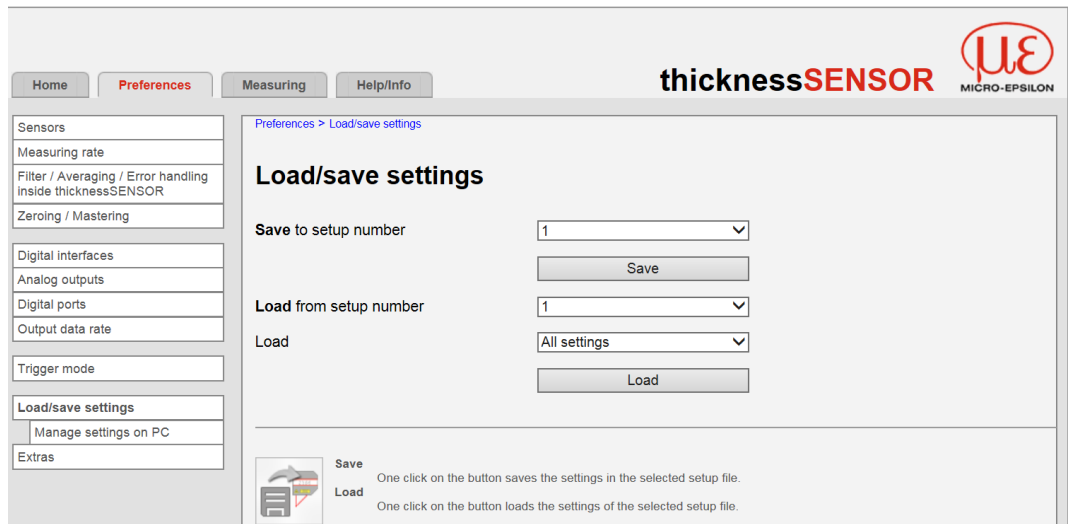 thicknessSENSOR
με
MICRO-EPSILON
Home
Preferences
Measuring
Help/Info
Sensors
Measuring rate
Filter / Averaging / Error handling
inside thicknessSENSOR
Zeroing / Mastering
Digital interfaces
Analog outputs
Digital ports
Output data rate
Trigger mode
Load/save settings
Manage settings on PC
Extras
Preferences > Load/save settings
Load/save settings
Save to setup number
1
Save
Load from setup number
1
Load
All settings
Load
Save
One click on the button saves the settings in the selected setup file.
Load
One click on the button loads the settings of the selected setup file.